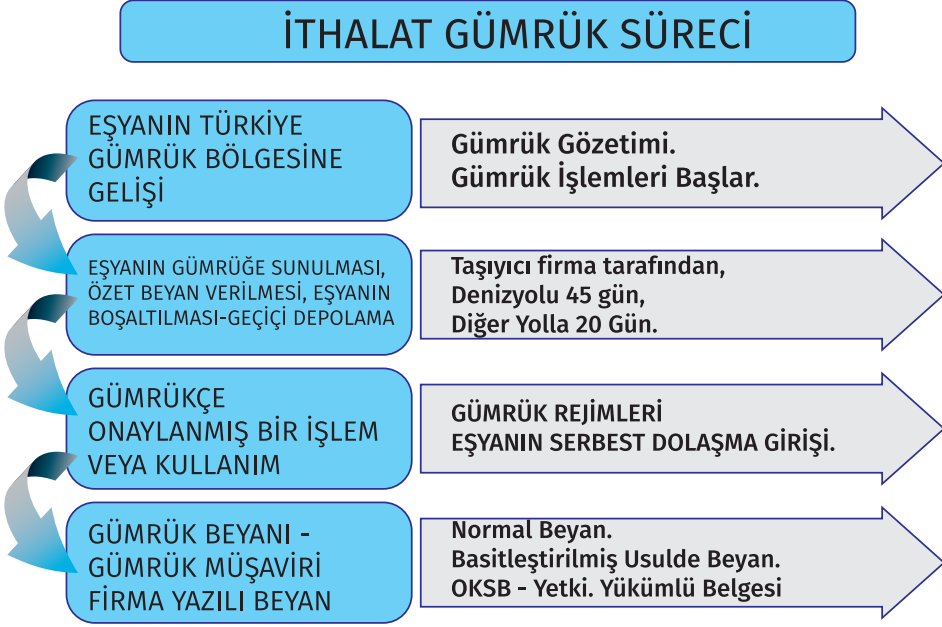 İTHALAT GÜMRÜK SÜRECİ
EŞYANIN TÜRKİYE
GÜMRÜK BÖLGESİNE
GELİŞİ
Gümrük Gözetimi.
Gümrük İşlemleri Başlar.
EŞYANIN GÜMRÜĞE SUNULMASI,
ÖZET BEYAN VERİLMESİ, EŞYANIN
BOŞALTILMASI-GEÇİÇİ DEPOLAMA
Taşıyıcı firma tarafından,
Denizyolu 45 gün,
Diğer Yolla 20 Gün.
GÜMRÜKÇE
ONAYLANMIŞ BİR İŞLEM
VEYA KULLANIM
GÜMRÜK REJİMLERİ
EŞYANIN SERBEST DOLAŞMA GİRİŞİ.
GÜMRÜK BEYANI -
GÜMRÜK MÜŞAVİRİ
FİRMA YAZILI BEYAN
Normal Beyan.
Basitleştirilmiş Usulde Beyan.
OKSB - Yetki. Yükümlü Belgesi